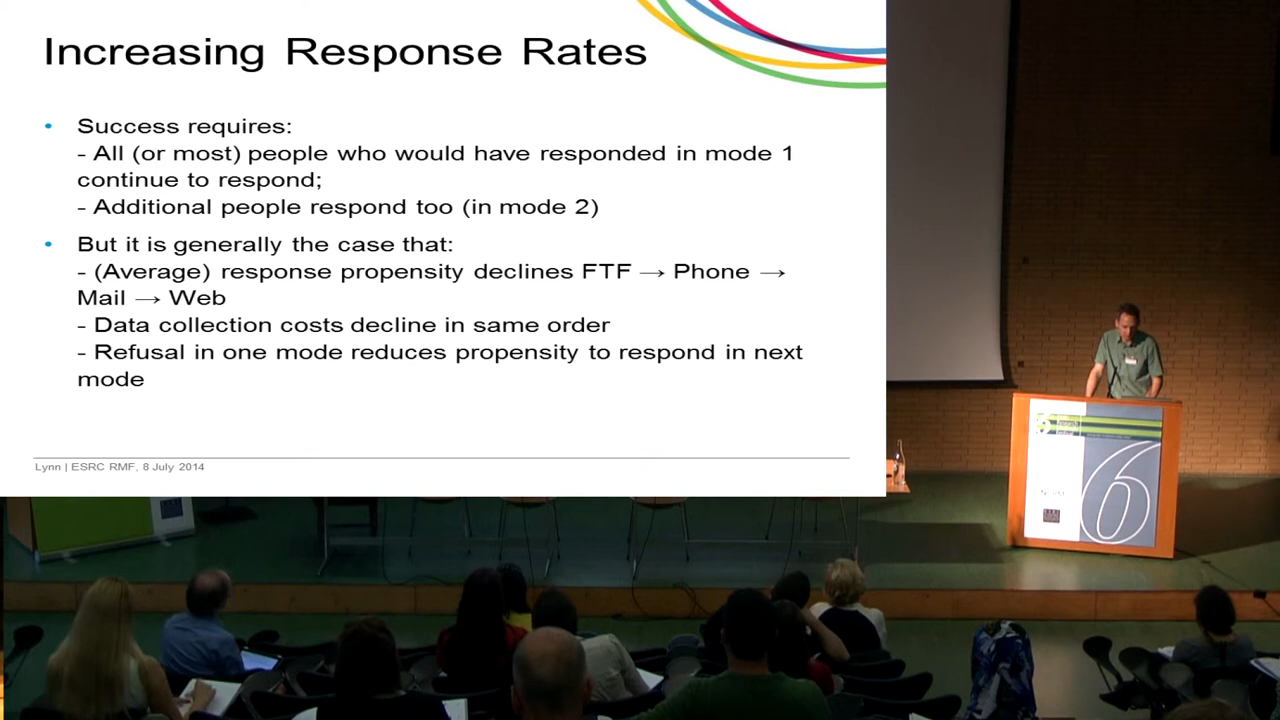 Increasing Response Rates
• Success requires:
- All (or most) people who would have responded in mode 1
continue to respond;
- Additional people respond too (in mode 2)
• But it is generally the case that:
- (Average) response propensity declines FTF → Phone →
Mail → Web
- Data collection costs decline in same order
- Refusal in one mode reduces propensity to respond in next
mode
Lynn | ESRC RMF, 8 July 2014
6